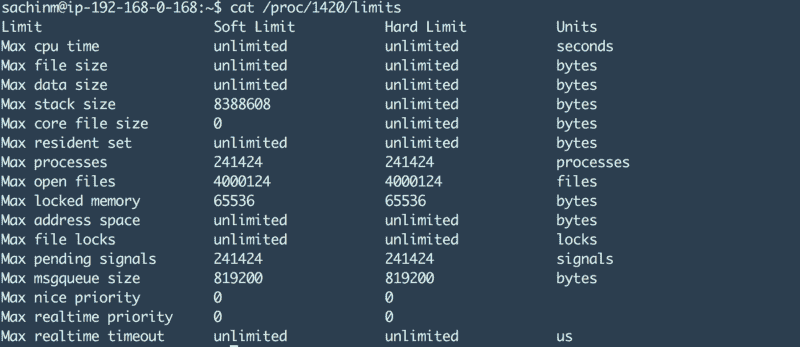 sachinm@ip-192-168-0-168:~$ cat /proc/1420/limits
Limit                     Soft Limit           Hard Limit           Units
Max cpu time              unlimited            unlimited            seconds
Max file size             unlimited            unlimited            bytes
Max data size             unlimited            unlimited            bytes
Max stack size            8388608              unlimited            bytes
Max core file size        0                    unlimited            bytes
Max resident set          unlimited            unlimited            bytes
Max processes             241424               241424               processes
Max open files            4000124              4000124              files
Max locked memory         65536                65536                bytes
Max address space         unlimited            unlimited            bytes
Max file locks            unlimited            unlimited            locks
Max pending signals       241424               241424               signals
Max msgqueue size         819200               819200               bytes
Max nice priority         0                    0
Max realtime priority     0                    0
Max realtime timeout      unlimited            unlimited            us